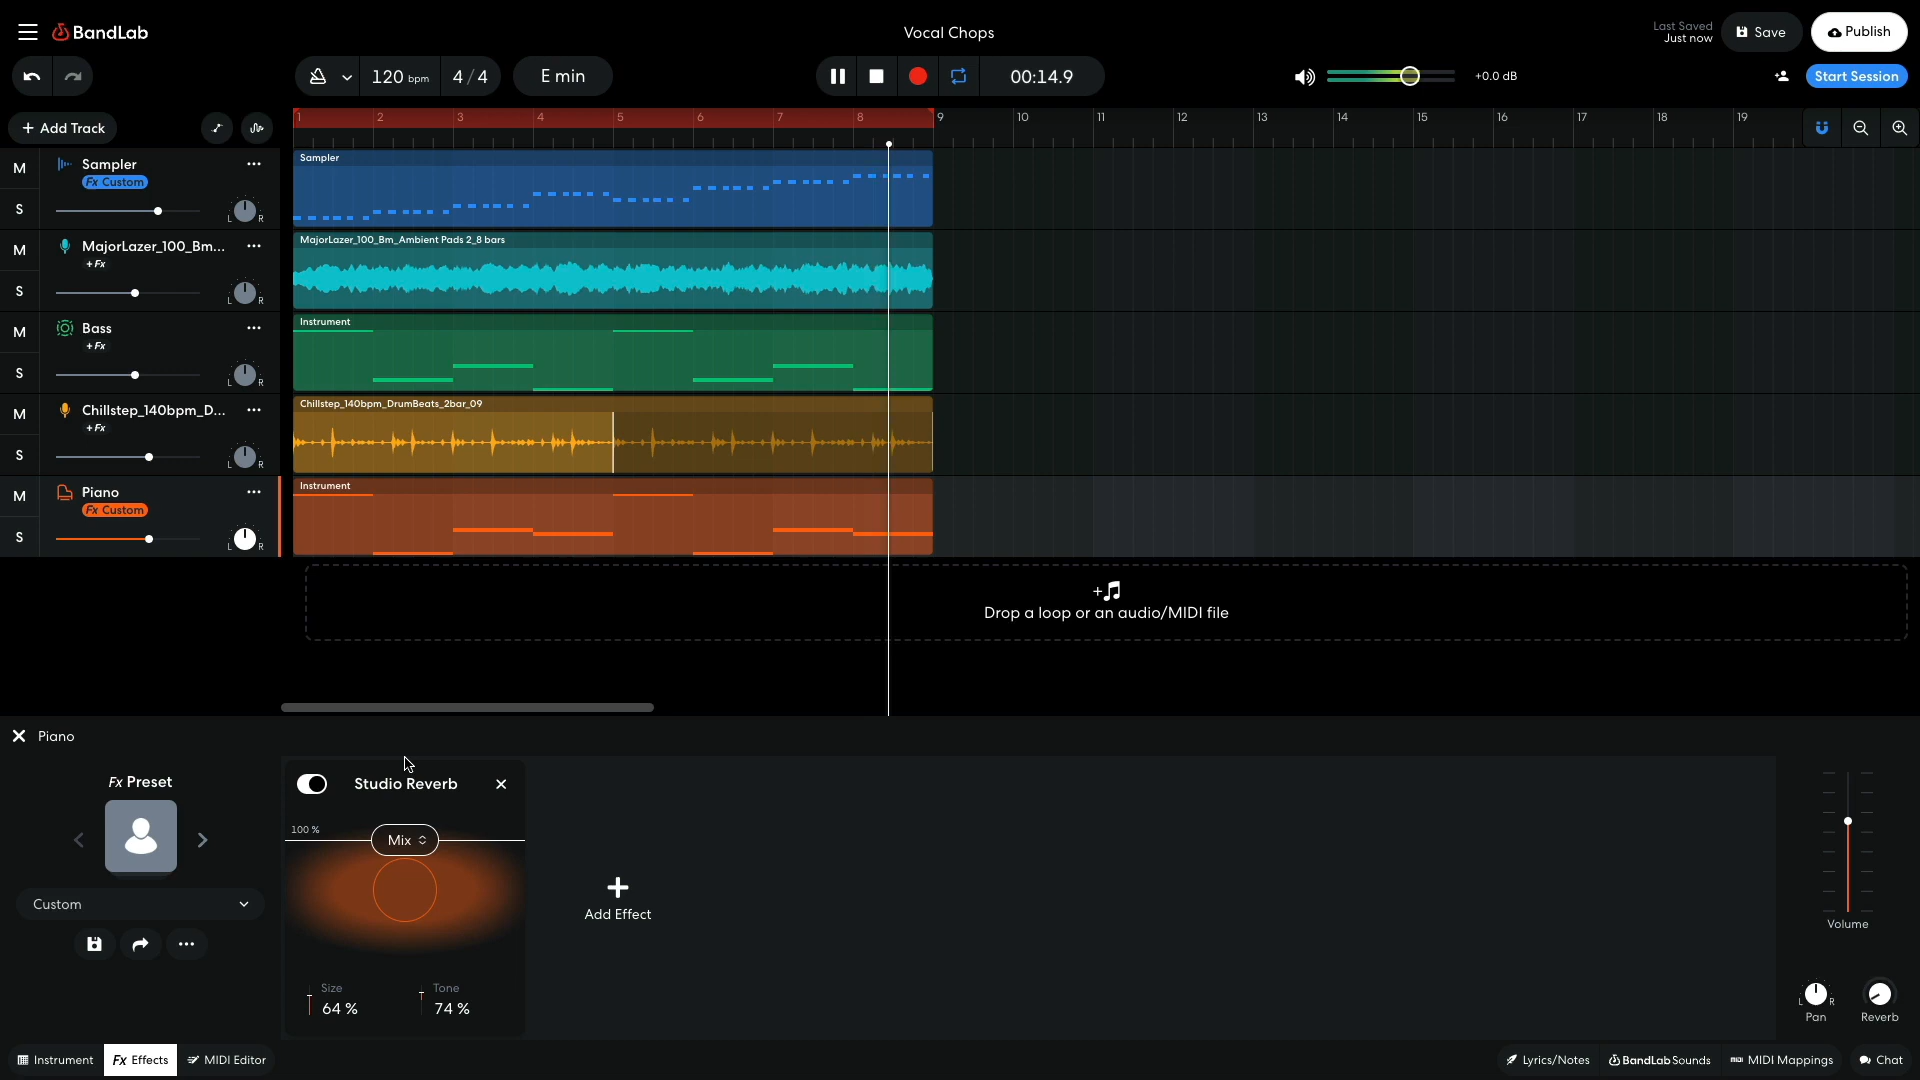 BandLab
Vocal Chops
Last Saved
Just now
Save
Publish
120 bpm
4/4
E min
00:14.9
+0.0 dB
Start Session
+ Add Track
1 2 3 4 5 6 7 8 9 10 11 12 13 14 15 16 17 18 19
M
S
Sampler
Fx Custom
L R
Sampler
M
S
MajorLazer_100_Bm...
+Fx
L R
MajorLazer_100_Bm_Ambient Pads 2_8 bars
M
S
Bass
+Fx
L R
Instrument
M
S
Chillstep_140bpm_D...
+Fx
L R
Chillstep_140bpm_DrumBeats_2bar_09
M
S
Piano
Fx Custom
L R
Instrument
Drop a loop or an audio/MIDI file
Piano
Fx Preset
Custom
Studio Reverb
100 %
Mix
Size
64 %
Tone
74 %
Add Effect
Volume
L R
Pan
Reverb
Instrument
Fx Effects
MIDI Editor
Lyrics/Notes
BandLab Sounds
MIDI Mappings
Chat